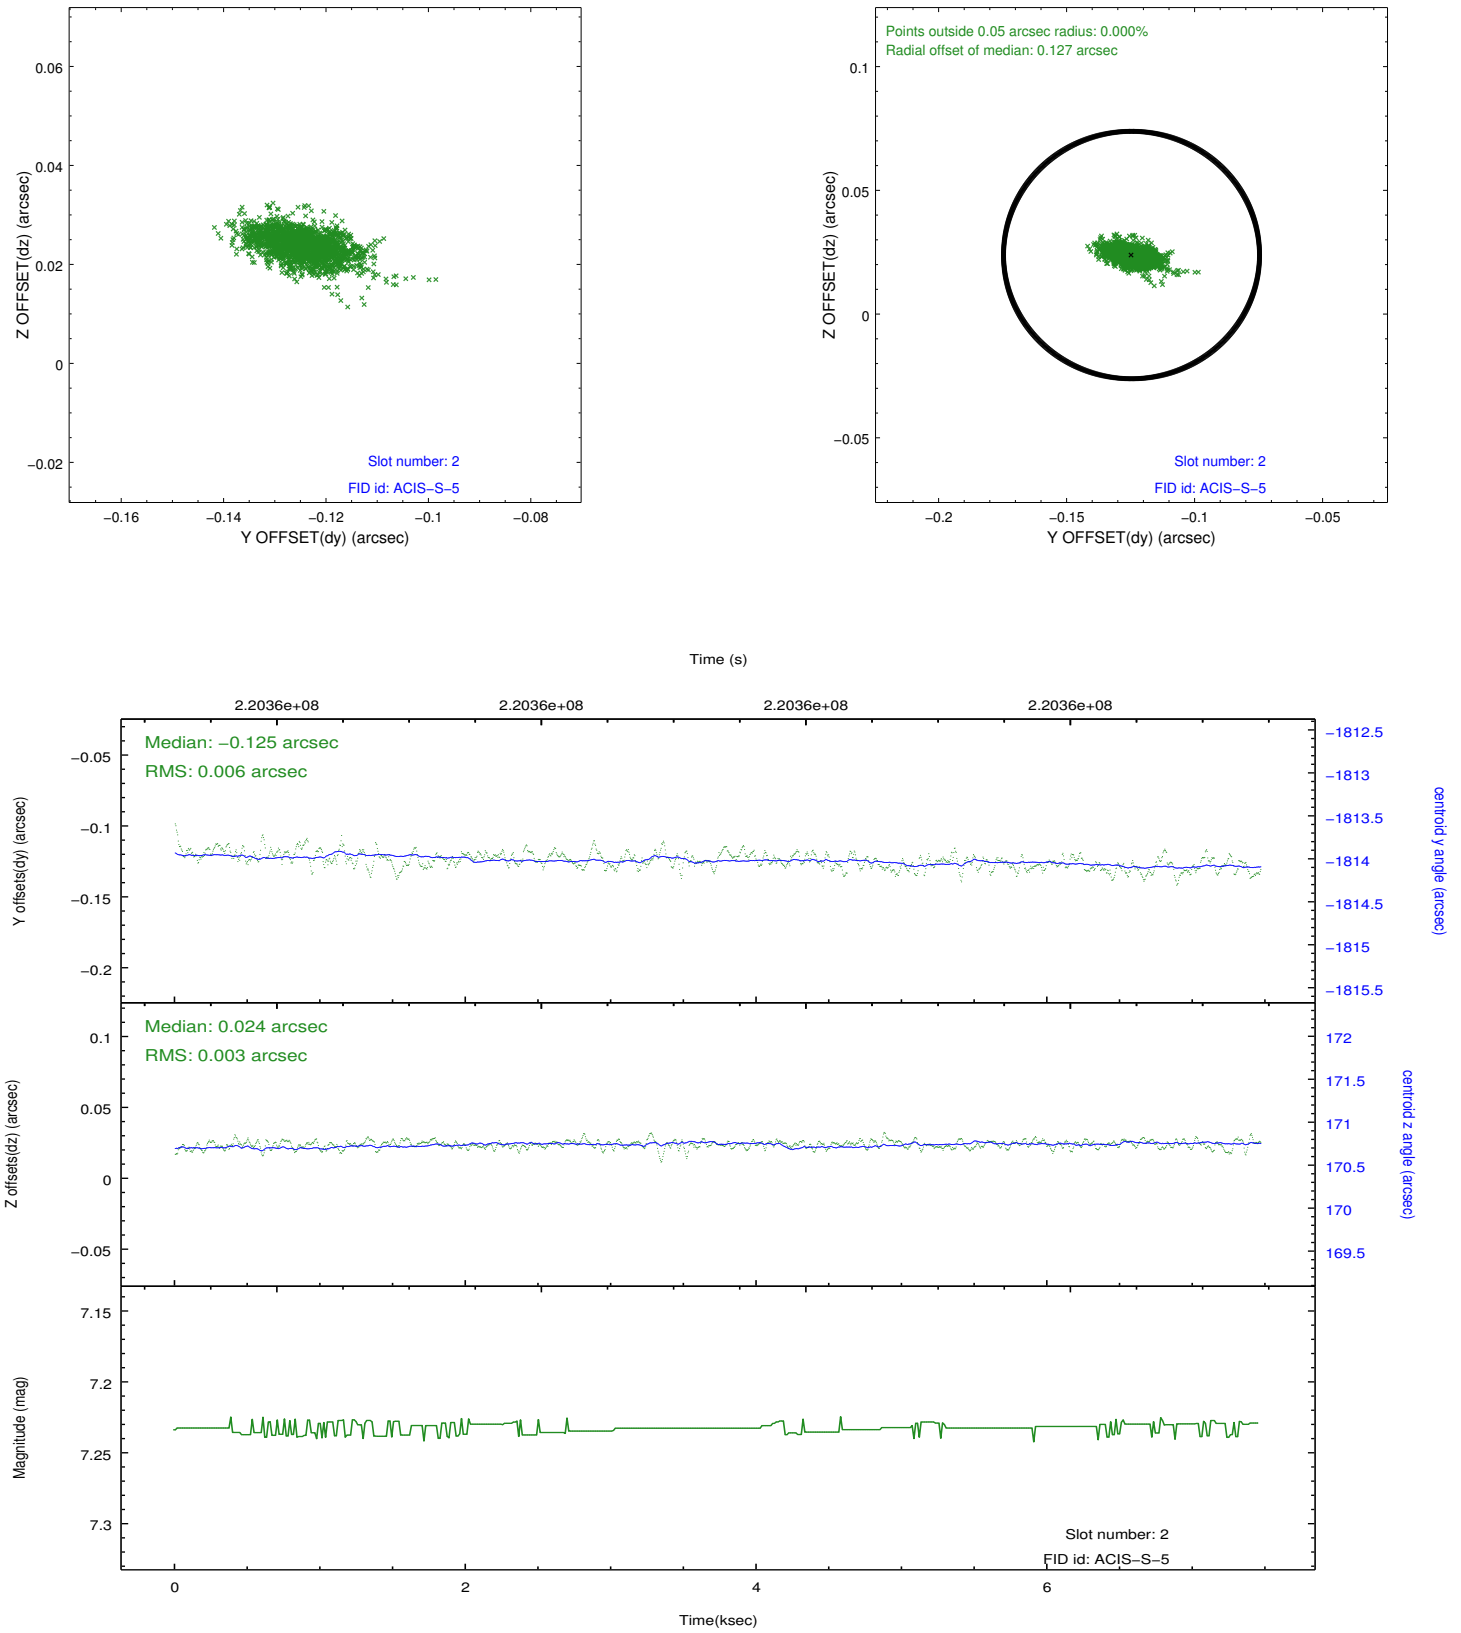 0.06
0.04
0.02
0
−0.02
Z OFFSET(dz) (arcsec)
Slot number: 2
FID id: ACIS−S−5
−0.16 −0.14 −0.12 −0.1 −0.08
Y OFFSET(dy) (arcsec)
Points outside 0.05 arcsec radius: 0.000%
Radial offset of median: 0.127 arcsec
0.1
0.05
0
−0.05
Z OFFSET(dz) (arcsec)
Slot number: 2
FID id: ACIS−S−5
−0.2 −0.15 −0.1 −0.05
Y OFFSET(dy) (arcsec)
Time (s)
2.2036e+08 2.2036e+08 2.2036e+08 2.2036e+08
Median: −0.125 arcsec
RMS: 0.006 arcsec
−0.05
−0.1
−0.15
−0.2
Y offsets(dy) (arcsec)
−1812.5
−1813
−1813.5
−1814
−1814.5
−1815
−1815.5
centroid y angle (arcsec)
Median: 0.024 arcsec
RMS: 0.003 arcsec
0.1
0.05
0
−0.05
Z offsets(dz) (arcsec)
172
171.5
171
170.5
170
169.5
centroid z angle (arcsec)
7.15
7.2
7.25
7.3
Magnitude (mag)
Slot number: 2
FID id: ACIS−S−5
0 2 4 6
Time(ksec)